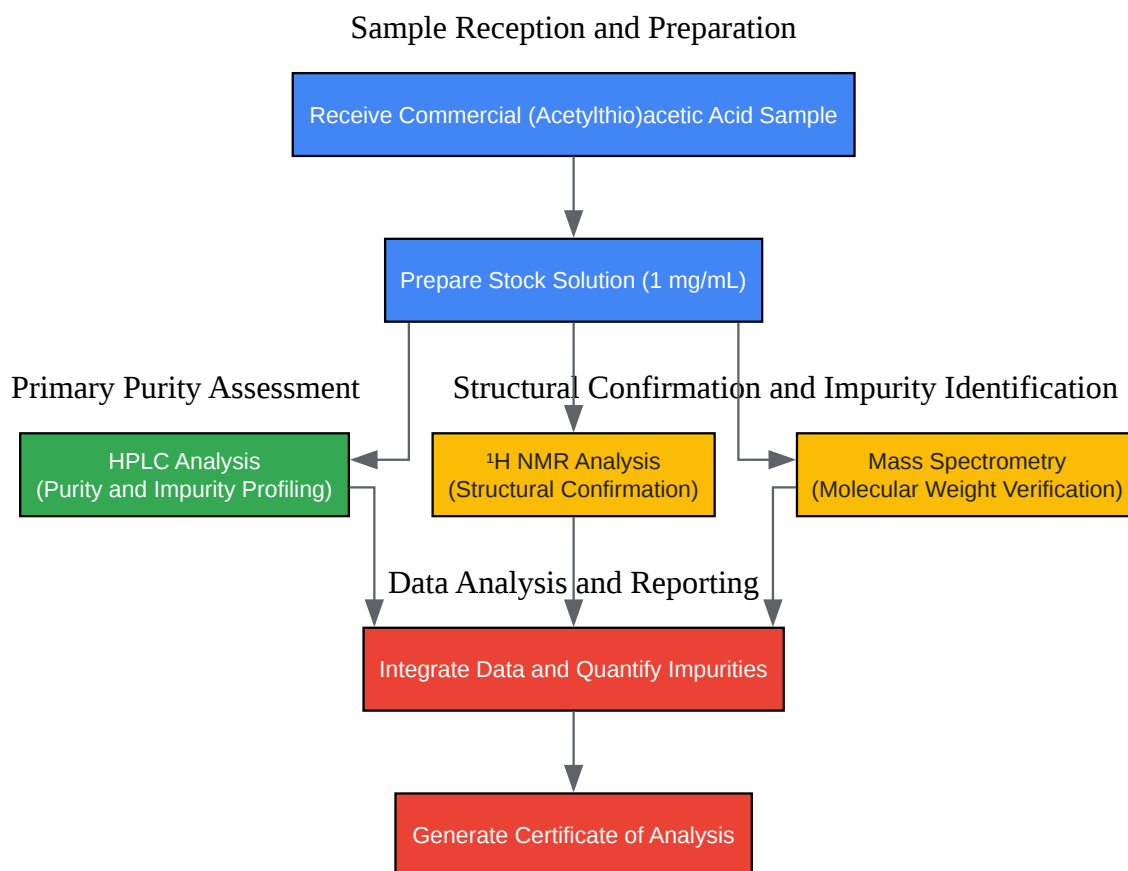 Sample Reception and Preparation
Receive Commercial (Acetylthio)acetic Acid Sample
Prepare Stock Solution (1 mg/mL)
Primary Purity Assessment
Structural Confirmation and Impurity Identification
HPLC Analysis
(Purity and Impurity Profiling)
¹H NMR Analysis
(Structural Confirmation)
Mass Spectrometry
(Molecular Weight Verification)
Data Analysis and Reporting
Integrate Data and Quantify Impurities
Generate Certificate of Analysis